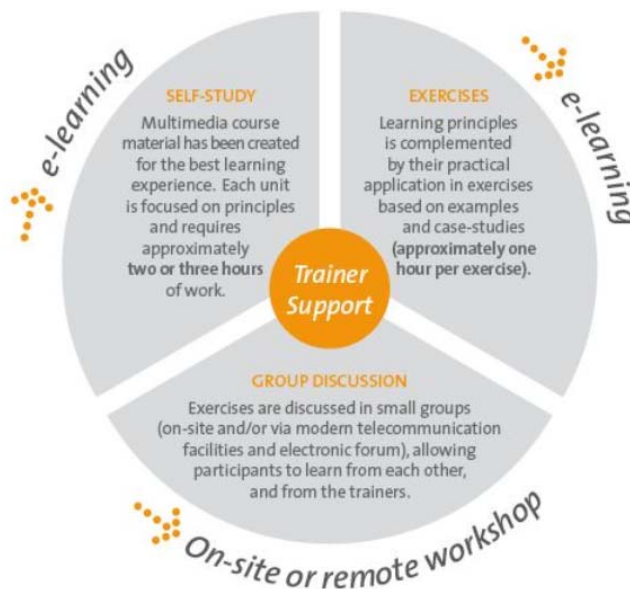 e-learning
SELF-STUDY
Multimedia course
material has been created
for the best learning
experience. Each unit
is focused on principles
and requires
approximately
two or three hours
of work.
e-learning
EXERCISES
Learning principles
is complemented
by their practical
application in exercises
based on examples
and case-studies
(approximately one
hour per exercise).
Trainer
Support
GROUP DISCUSSION
Exercises are discussed in small groups
(on-site and/or via modern telecommunication
facilities and electronic forum), allowing
participants to learn from each other,
and from the trainers.
On-site or remote workshop